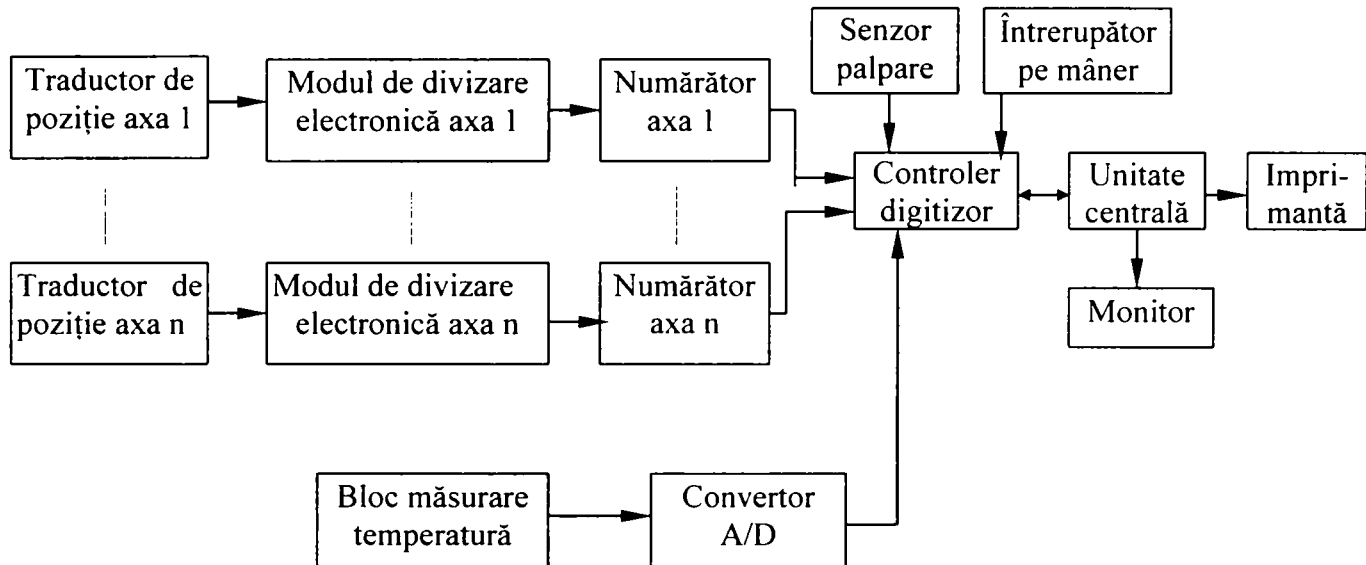 Senzor
palpare
Întrerupător
pe mâner
Traductor de
poziție axa 1
Modul de divizare
electronică axa 1
Numărător
axa 1
Controler
digitizor
Unitate
centrală
Impri-
mantă
Traductor de
poziție axa n
Modul de divizare
electronică axa n
Numărător
axa n
Monitor
Bloc măsurare
temperatură
Convertor
A/D